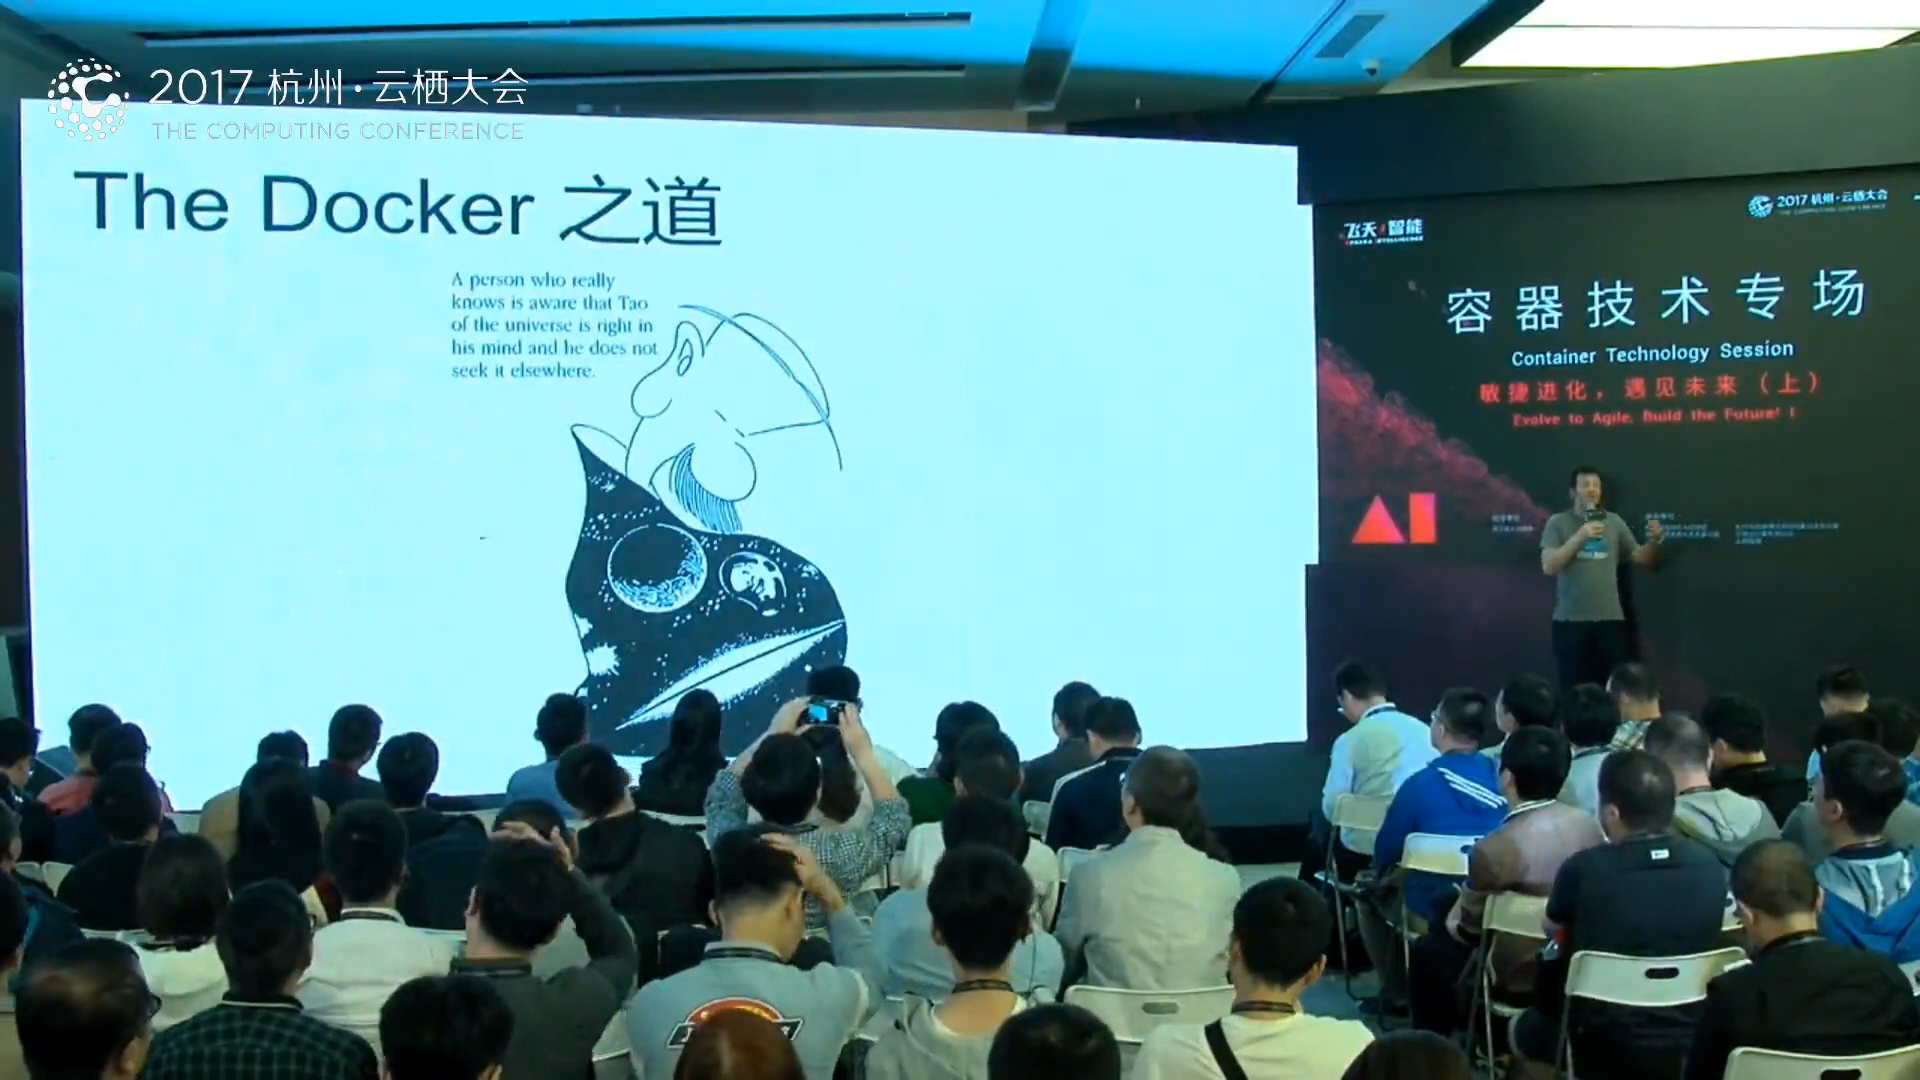 2017 杭州·云栖大会
THE COMPUTING CONFERENCE
The Docker 之道
A person who really
knows is aware that Tao
of the universe is right in
his mind and he does not
seek it elsewhere.
2017 杭州·云栖大会
THE COMPUTING CONFERENCE
飞天·智能
容器技术专场
Container Technology Session
敏捷进化，遇见未来（上）
Evolve to Agile, Build the Future! I
AI